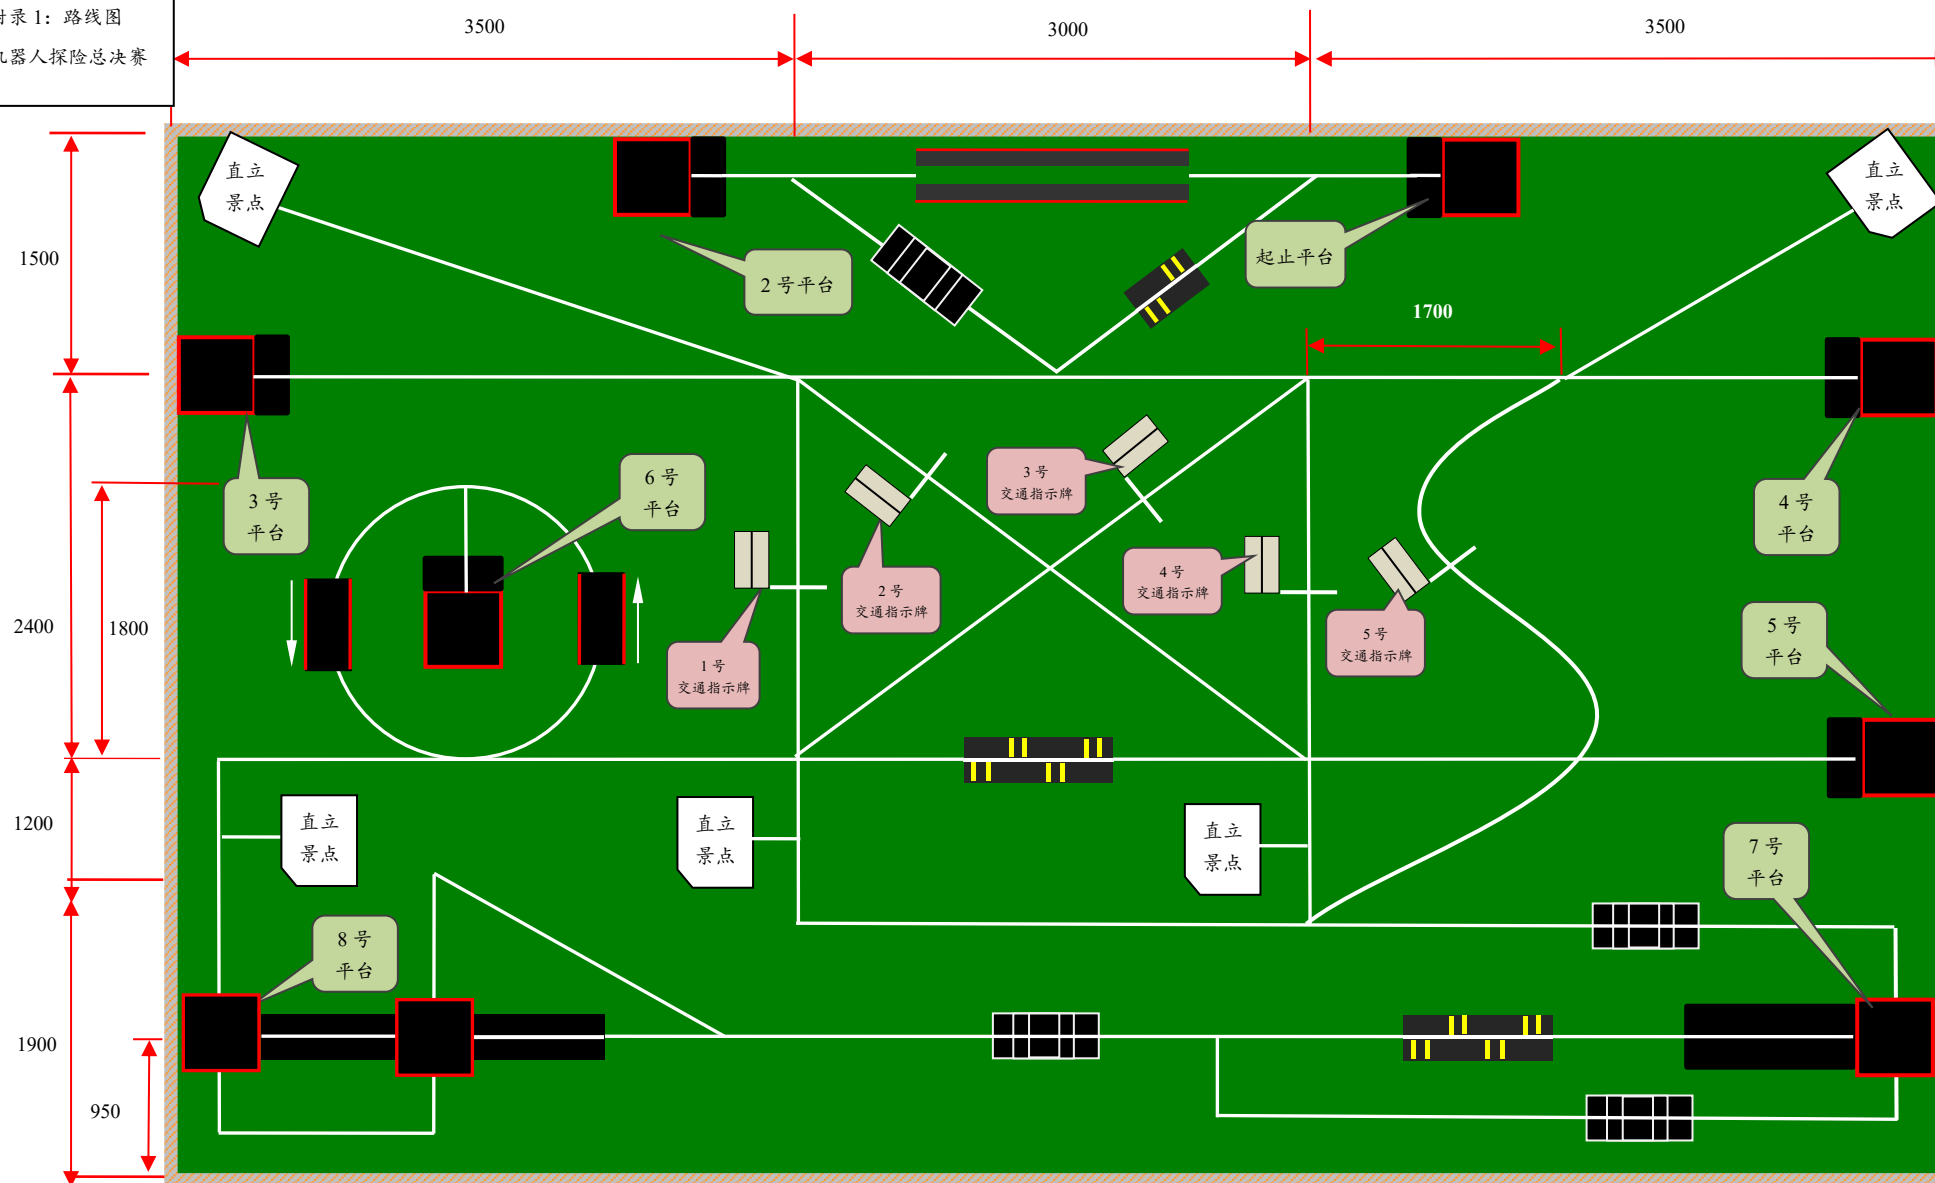 附录 1：路线图
机器人探险总决赛
3500
3000
3500
直立
景点
直立
景点
起止平台
2 号平台
1500
1700
3 号
平台
6 号
平台
3 号
交通指示牌
4 号
平台
2 号
交通指示牌
4 号
交通指示牌
5 号
交通指示牌
1 号
交通指示牌
5 号
平台
2400
1800
1200
直立
景点
直立
景点
直立
景点
7 号
平台
8 号
平台
1900
950